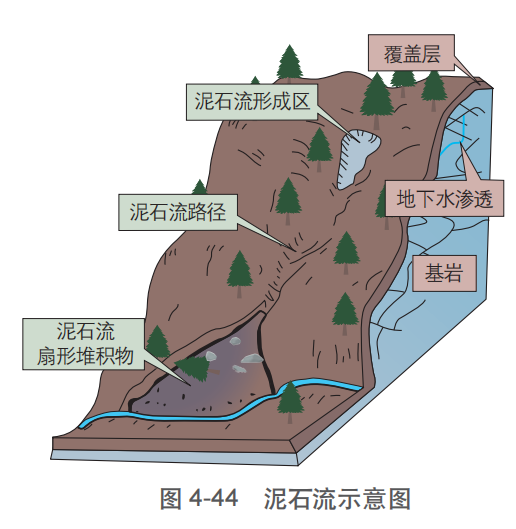 覆盖层
泥石流形成区
地下水渗透
泥石流路径
基岩
泥石流
扇形堆积物
图 4-44 泥石流示意图